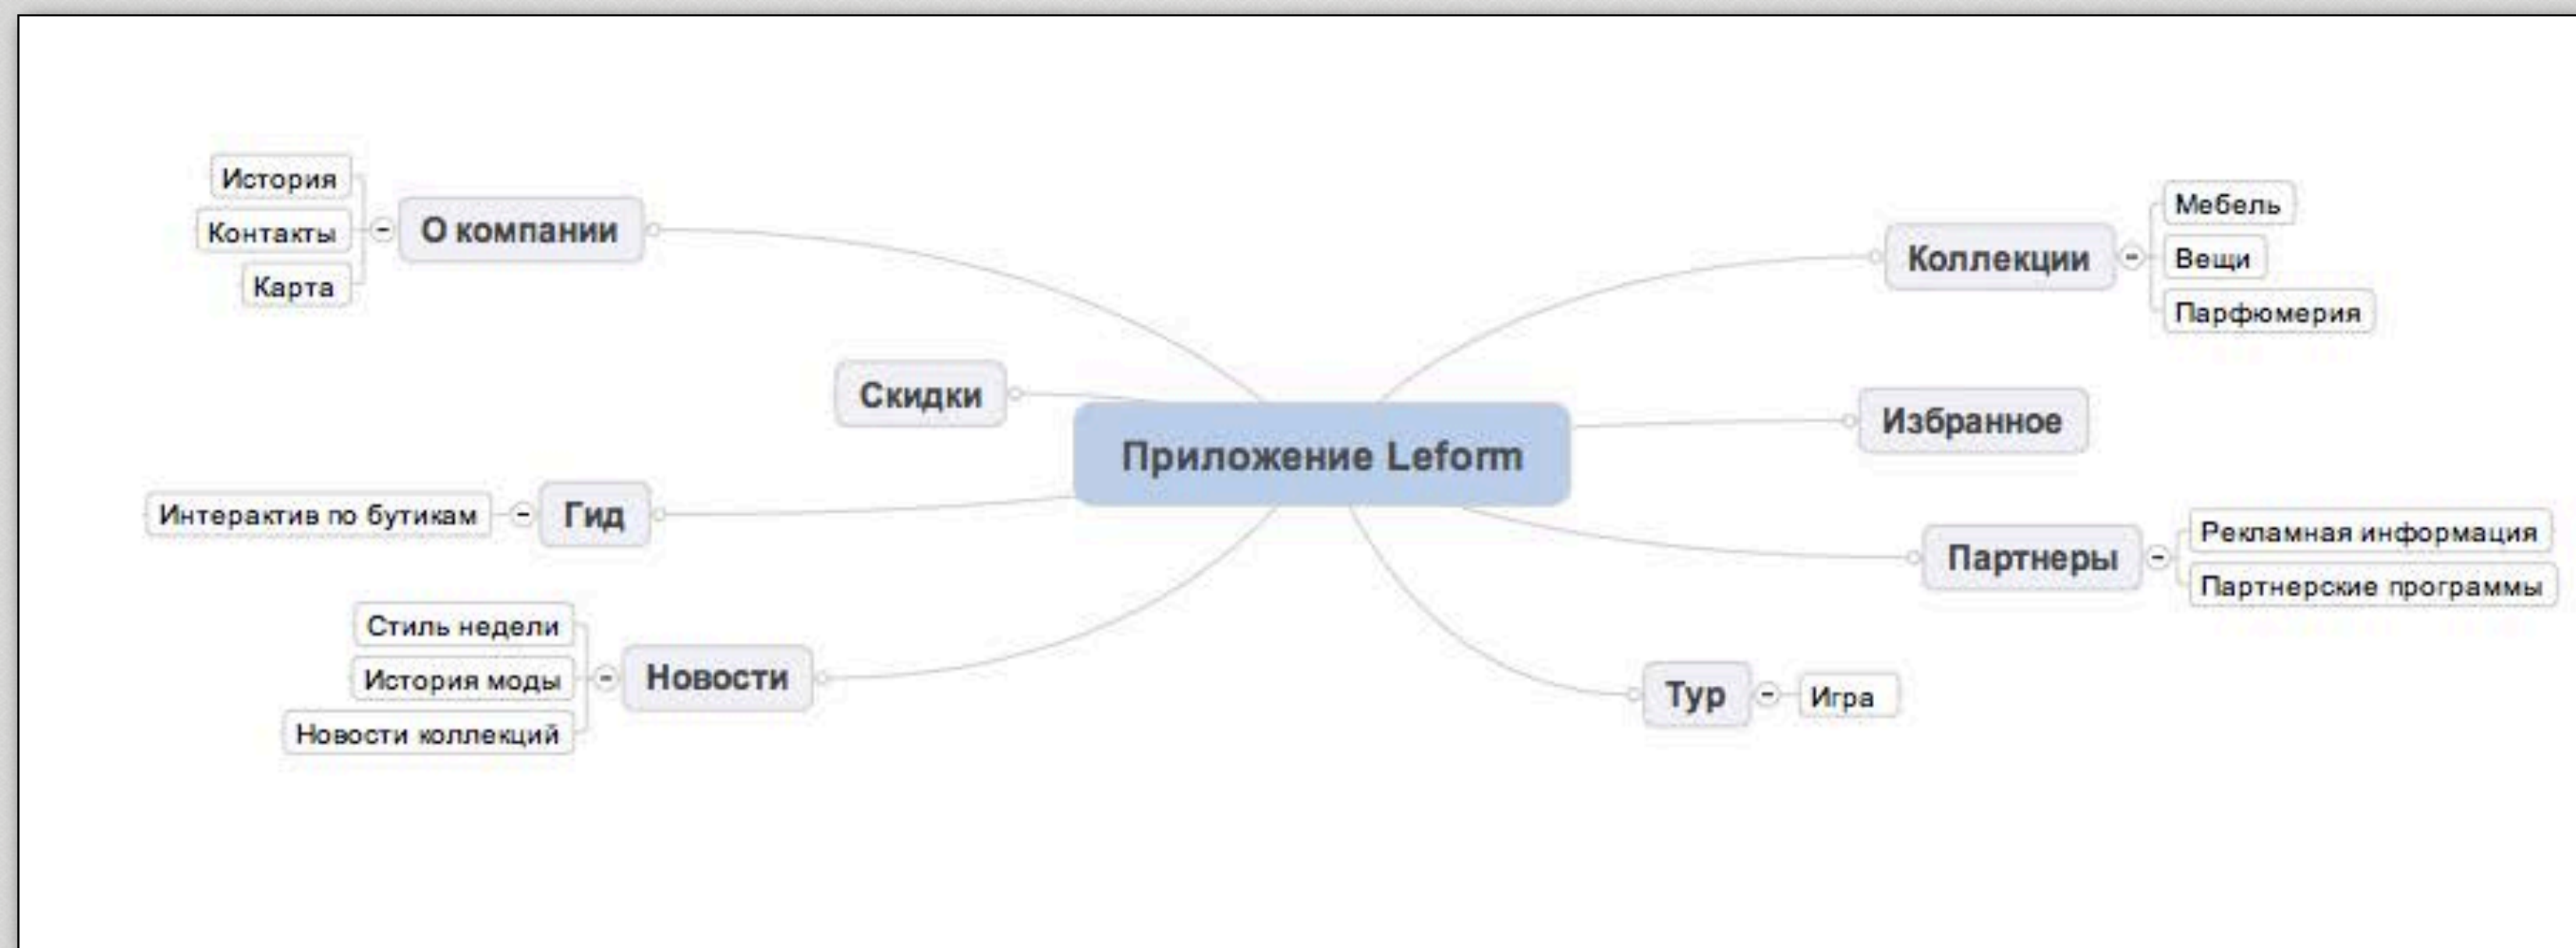 История
Контакты
Карта
О компании
Скидки
Интерактив по бутикам
Гид
Стиль недели
История моды
Новости коллекций
Новости
Приложение Leform
Коллекции
Мебель
Вещи
Парфюмерия
Избранное
Партнеры
Рекламная информация
Партнерские программы
Тур
Игра